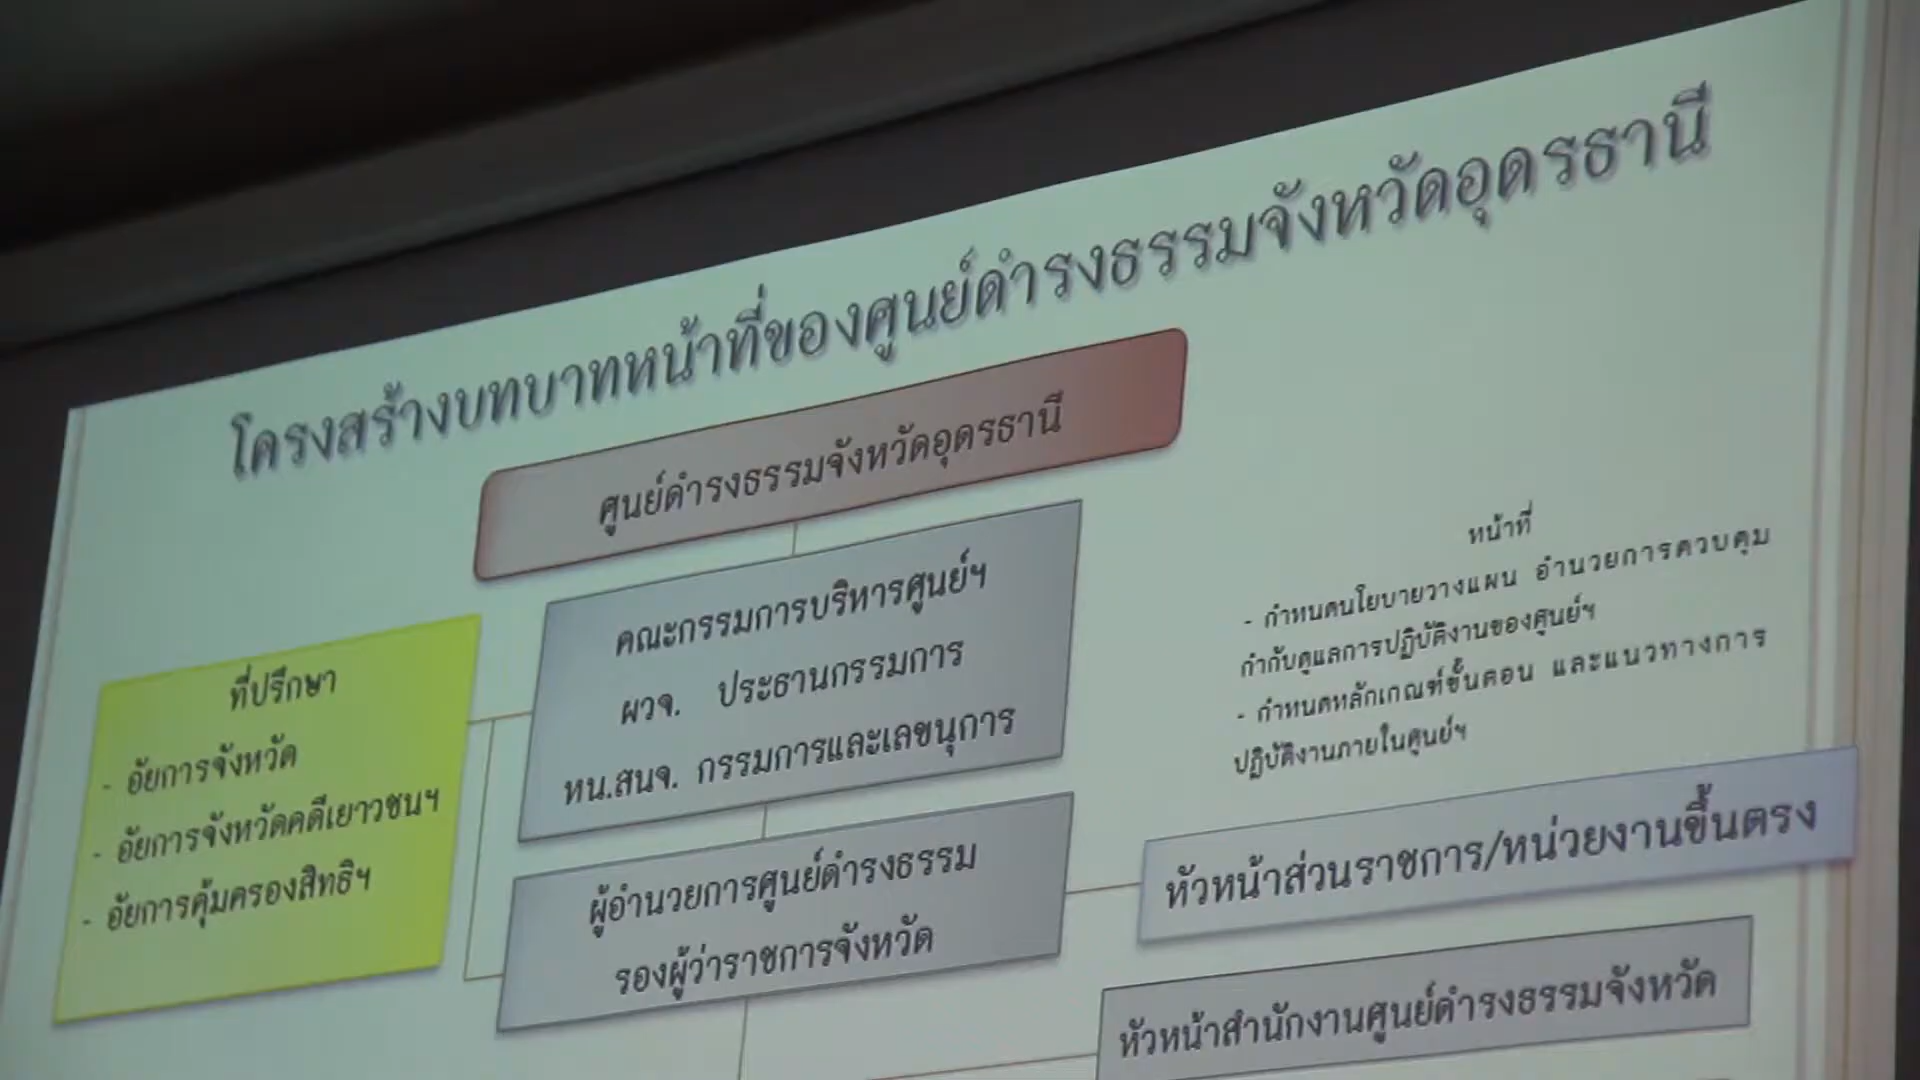 โครงสร้างบทบาทหน้าที่ของศูนย์ดำรงธรรมจังหวัดอุดรธานี
ศูนย์ดำรงธรรมจังหวัดอุดรธานี
คณะกรรมการบริหารศูนย์ฯ
ผวจ. ประธานกรรมการ
หน.สนจ. กรรมการและเลขนุการ
ที่ปรึกษา
- อัยการจังหวัด
- อัยการจังหวัดคดีเยาวชนฯ
- อัยการคุ้มครองสิทธิฯ
หน้าที่
- กำหนดนโยบายวางแผน อำนวยการควบคุม
กำกับดูแลการปฏิบัติงานของศูนย์ฯ
- กำหนดหลักเกณฑ์ขั้นตอน และแนวทางการ
ปฏิบัติงานภายในศูนย์ฯ
ผู้อำนวยการศูนย์ดำรงธรรม
รองผู้ว่าราชการจังหวัด
หัวหน้าส่วนราชการ/หน่วยงานขึ้นตรง
หัวหน้าสำนักงานศูนย์ดำรงธรรมจังหวัด